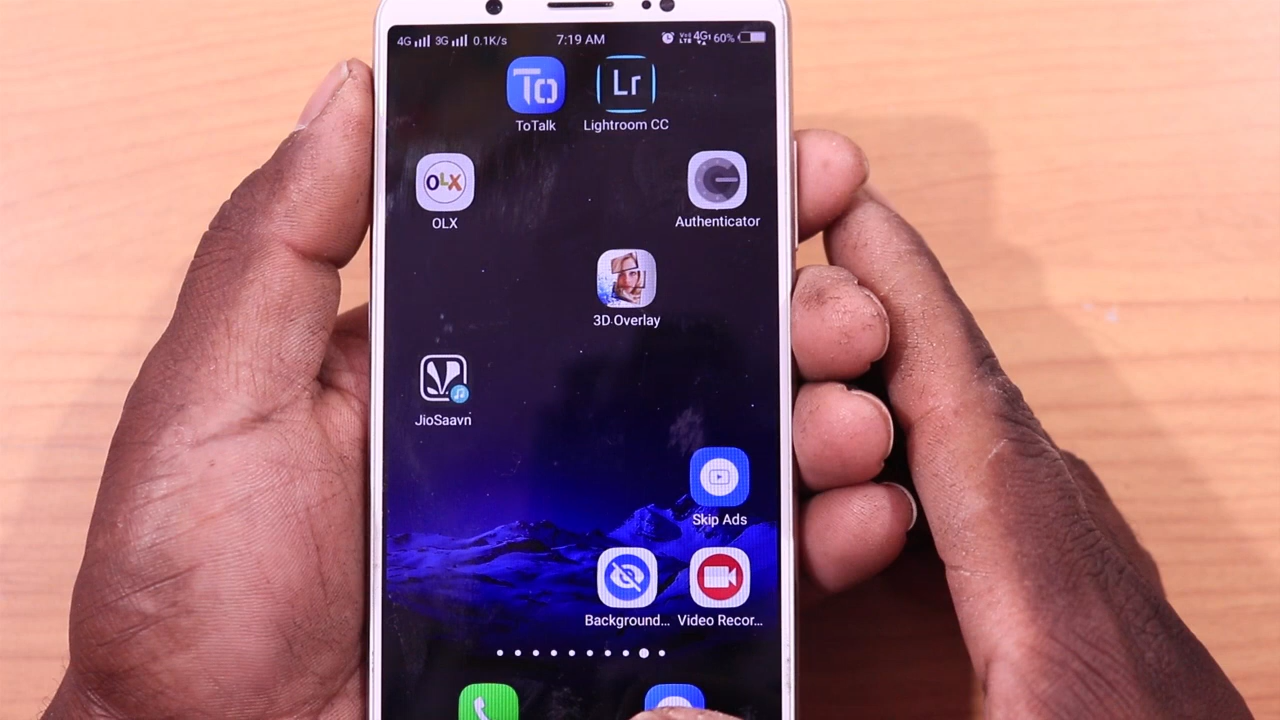 4G 3G 0.1K/s 7:19 AM 4G 60%
To Lr
ToTalk Lightroom CC
OLX
OLX Authenticator
3D Overlay
JioSaavn
Skip Ads
Background... Video Recor...